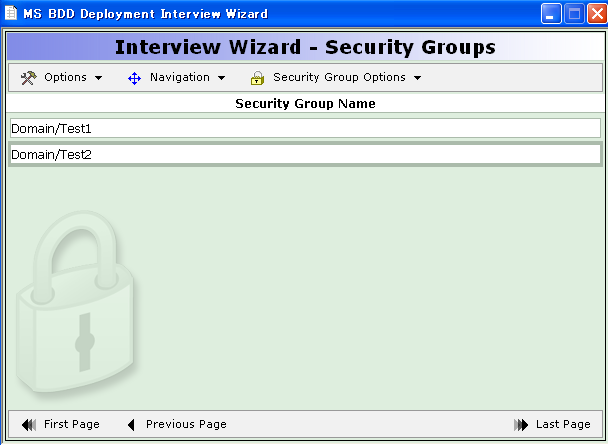 MS BDD Deployment Interview Wizard
Interview Wizard - Security Groups
Options Navigation Security Group Options
Security Group Name
Domain/Test1
Domain/Test2
First Page Previous Page Last Page